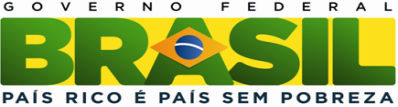 GOVERNO FEDERAL
BRASIL
PAÍS RICO É PAÍS SEM POBREZA